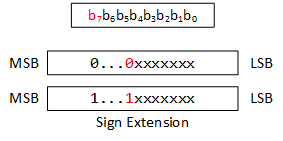 b₇b₆b₅b₄b₃b₂b₁b₀
MSB 0...0xxxxxxx LSB
MSB 1...1xxxxxxx LSB
Sign Extension